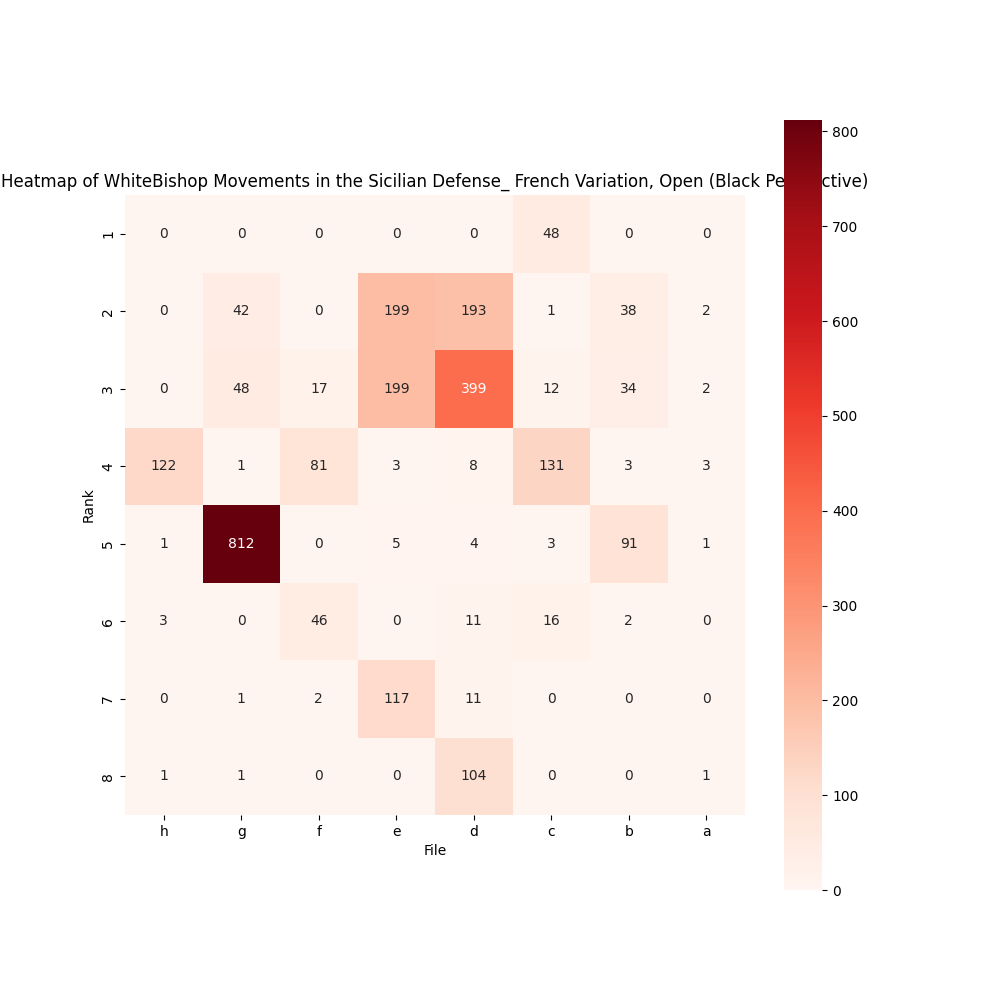 Heatmap of WhiteBishop Movements in the Sicilian Defense_ French Variation, Open (Black Pe ctive)
1 0 0 0 0 0 48 0 0
2 0 42 0 199 193 1 38 2
3 0 48 17 199 399 12 34 2
4 122 1 81 3 8 131 3 3
Rank
5 1 812 0 5 4 3 91 1
6 3 0 46 0 11 16 2 0
7 0 1 2 117 11 0 0 0
8 1 1 0 0 104 0 0 1
h g f e d c b a
File
800
700
600
500
400
300
200
100
0